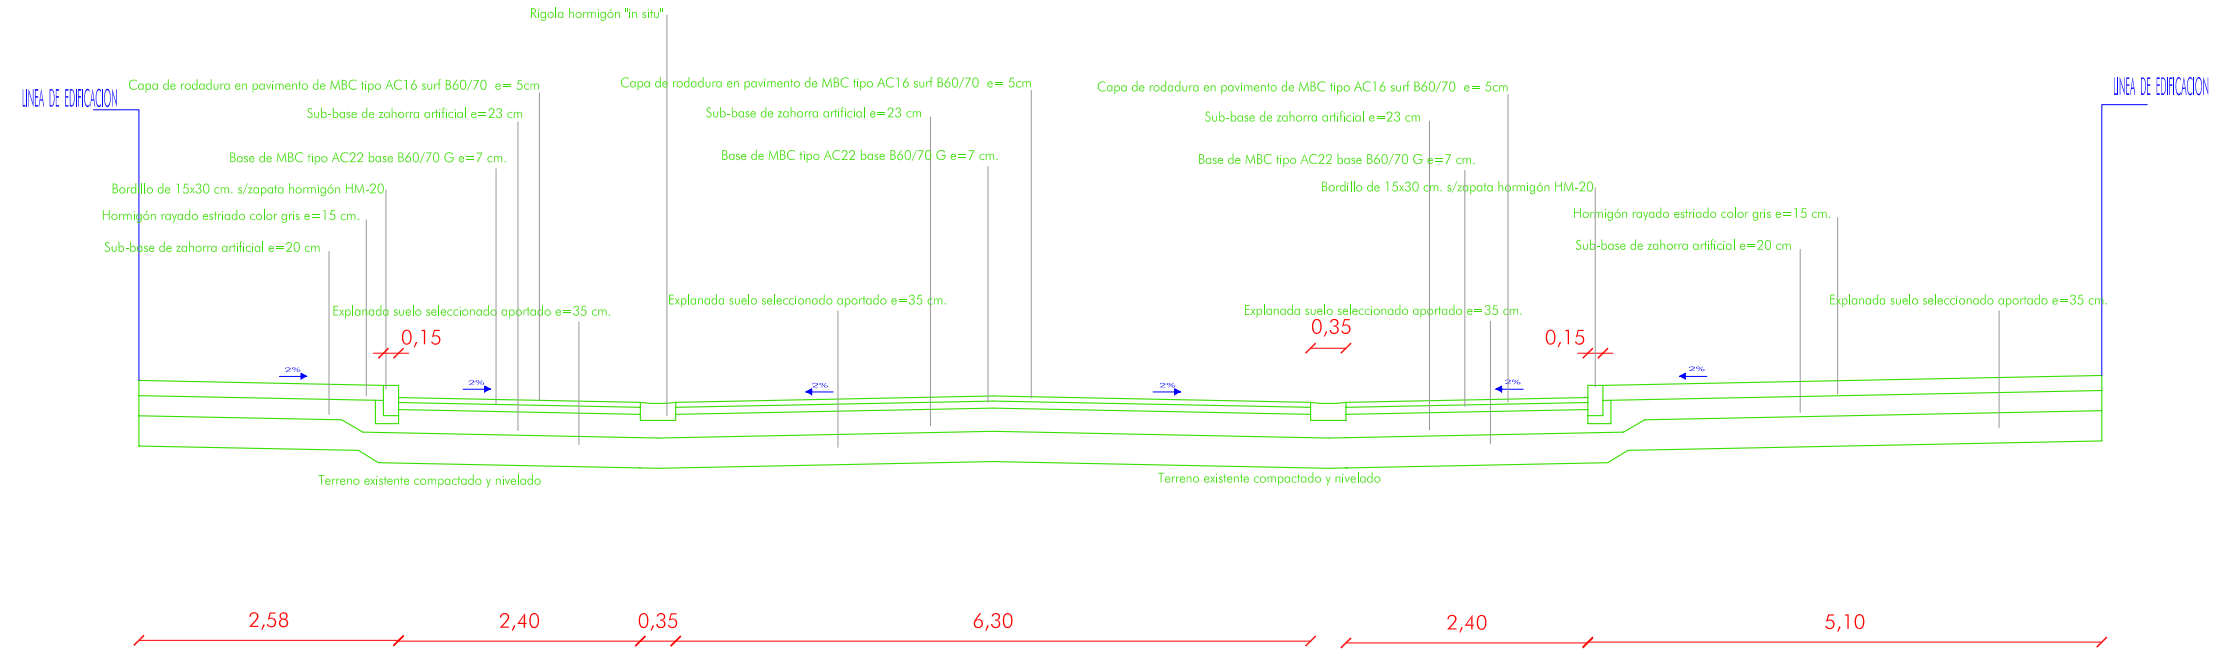 Rigola hormigón "in situ"
Capa de rodadura en pavimento de MBC tipo AC16 surf B60/70 e= 5cm
Capa de rodadura en pavimento de MBC tipo AC16 surf B60/70 e= 5cm
Capa de rodadura en pavimento de MBC tipo AC16 surf B60/70 e= 5cm
LINEA DE EDIFICACION
LINEA DE EDIFICACION
Sub-base de zahorra artificial e=23 cm
Sub-base de zahorra artificial e=23 cm
Sub-base de zahorra artificial e=23 cm
Base de MBC tipo AC22 base B60/70 G e=7 cm.
Base de MBC tipo AC22 base B60/70 G e=7 cm.
Base de MBC tipo AC22 base B60/70 G e=7 cm.
Bordillo de 15x30 cm. s/zapata hormigón HM-20
Bordillo de 15x30 cm. s/zapata hormigón HM-20
Hormigón rayado estriado color gris e=15 cm.
Hormigón rayado estriado color gris e=15 cm.
Sub-base de zahorra artificial e=20 cm
Sub-base de zahorra artificial e=20 cm
Explanada suelo seleccionado aportado e=35 cm.
Explanada suelo seleccionado aportado e=35 cm.
Explanada suelo seleccionado aportado e=35 cm.
Explanada suelo seleccionado aportado e=35 cm.
0,15
0,35
0,15
2%
2%
2%
2%
2%
2%
Terreno existente compactado y nivelado
Terreno existente compactado y nivelado
2,58
2,40
0,35
6,30
2,40
5,10